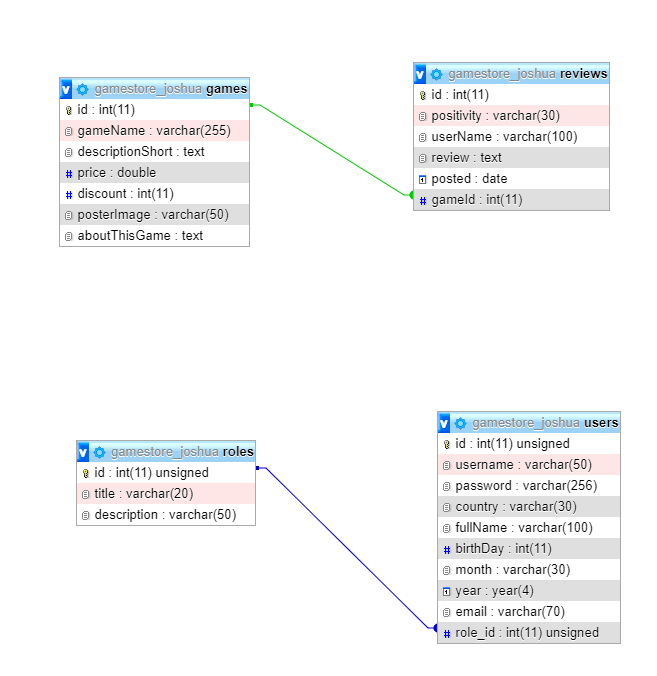 gamestore_joshua games
id : int(11)
gameName : varchar(255)
descriptionShort : text
price : double
discount : int(11)
posterImage : varchar(50)
aboutThisGame : text
gamestore_joshua reviews
id : int(11)
positivity : varchar(30)
userName : varchar(100)
review : text
posted : date
gameId : int(11)
gamestore_joshua roles
id : int(11) unsigned
title : varchar(20)
description : varchar(50)
gamestore_joshua users
id : int(11) unsigned
username : varchar(50)
password : varchar(256)
country : varchar(30)
fullName : varchar(100)
birthDay : int(11)
month : varchar(30)
year : year(4)
email : varchar(70)
role_id : int(11) unsigned